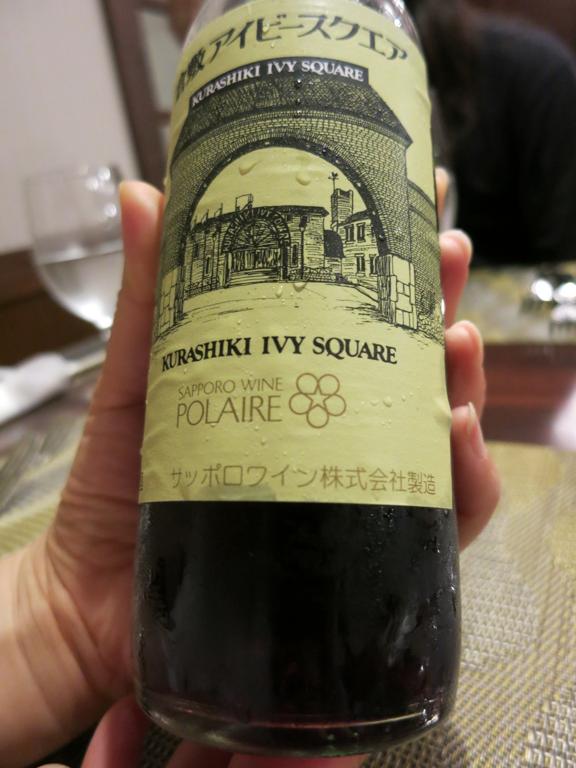 倉敷アイビースクエア
KURASHIKI IVY SQUARE
KURASHIKI IVY SQUARE
SAPPORO WINE
POLAIRE
サッポロワイン株式会社製造